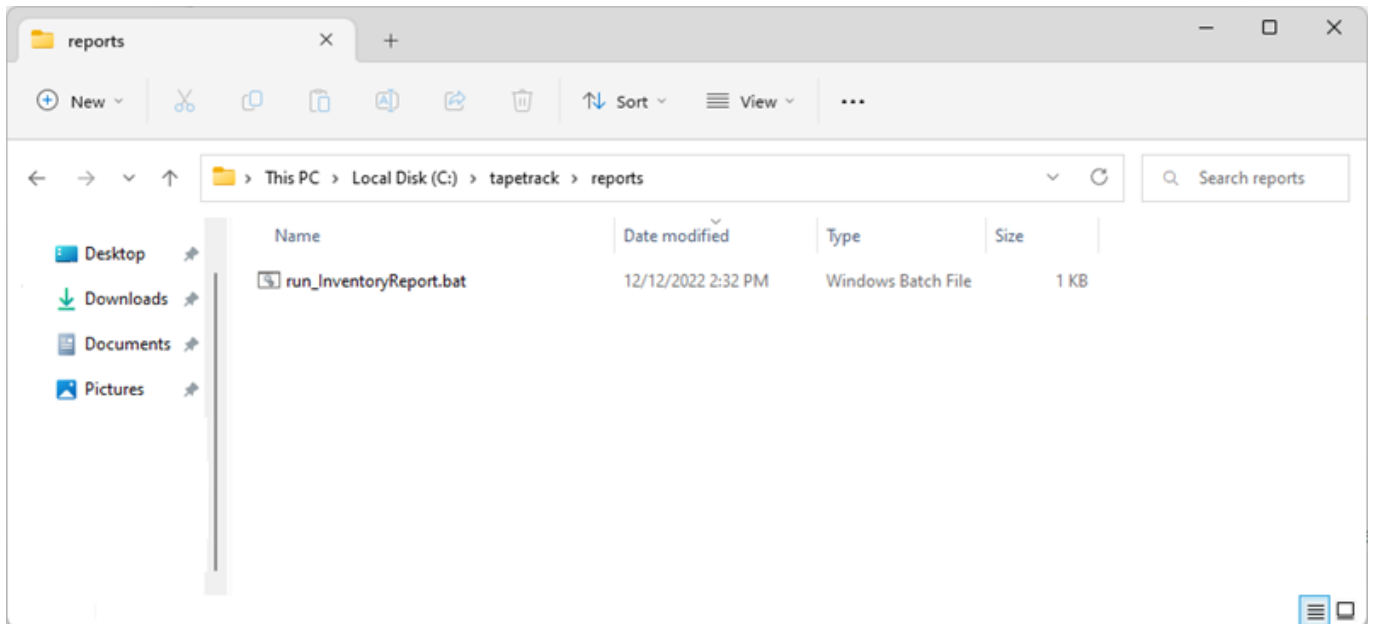 reports
New Sort View ...
This PC > Local Disk (C:) > tapetrack > reports Search reports
Name Date modified Type Size
Desktop
run_InventoryReport.bat 12/12/2022 2:32 PM Windows Batch File 1 KB
Downloads
Documents
Pictures